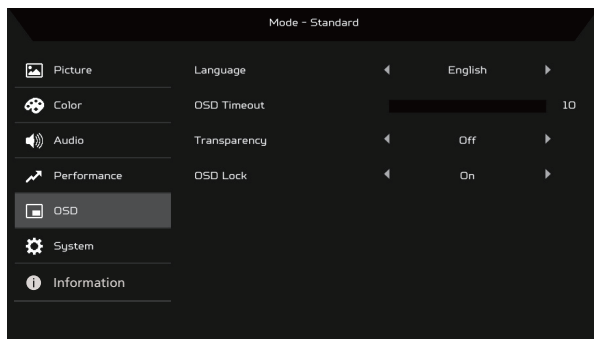 Mode - Standard
Picture
Color
Audio
Performance
OSD
System
Information
Language English
OSD Timeout 10
Transparency Off
OSD Lock On